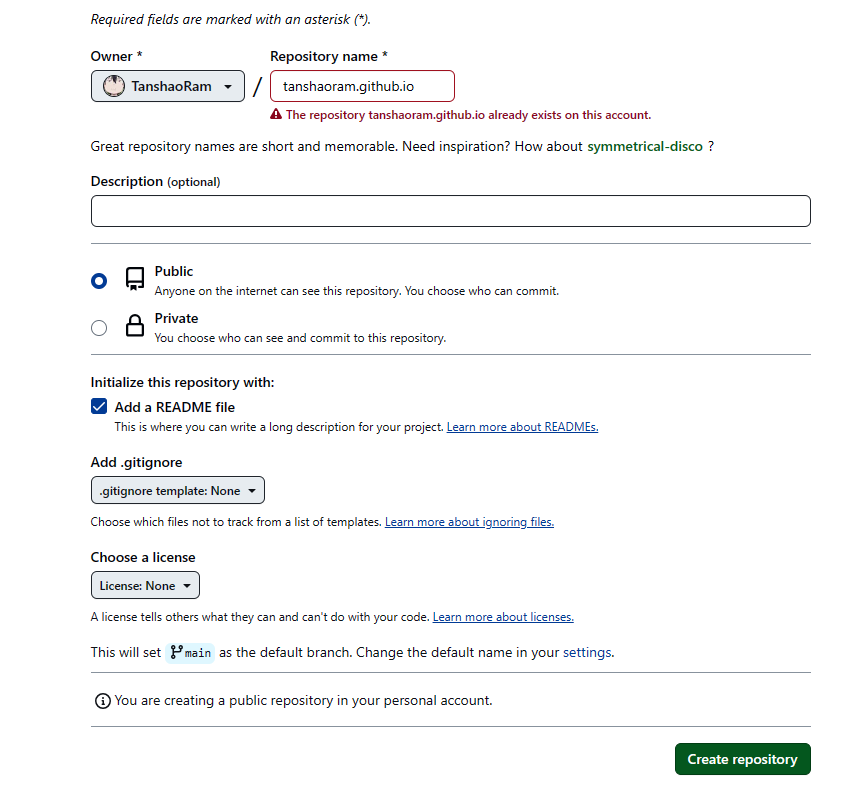 Required fields are marked with an asterisk (*).
Owner * Repository name *
TanshaoRam / tanshaoram.github.io
The repository tanshaoram.github.io already exists on this account.
Great repository names are short and memorable. Need inspiration? How about symmetrical-disco ?
Description (optional)
Public
Anyone on the internet can see this repository. You choose who can commit.
Private
You choose who can see and commit to this repository.
Initialize this repository with:
Add a README file
This is where you can write a long description for your project. Learn more about READMEs.
Add .gitignore
.gitignore template: None
Choose which files not to track from a list of templates. Learn more about ignoring files.
Choose a license
License: None
A license tells others what they can and can't do with your code. Learn more about licenses.
This will set main as the default branch. Change the default name in your settings.
You are creating a public repository in your personal account.
Create repository